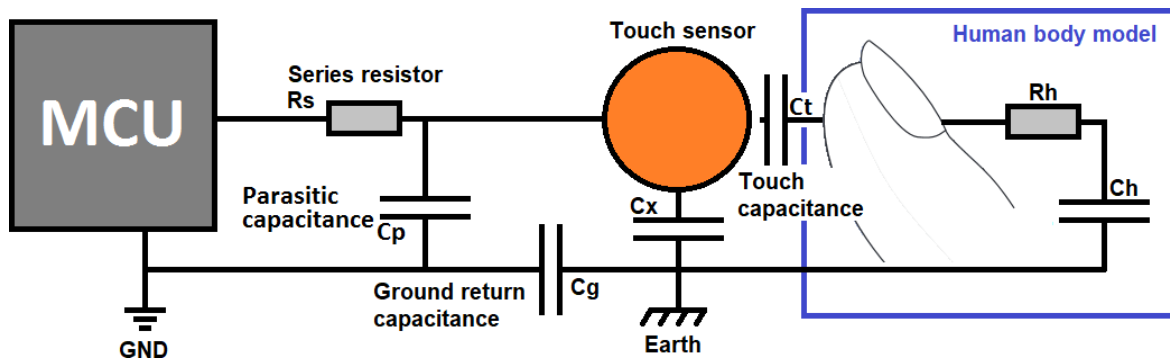 Touch sensor
Human body model
MCU
Series resistor
Rs
Ct
Rh
Parasitic
capacitance
Cp
Cx
Touch
capacitance
Ch
Ground return
capacitance
Cg
GND
Earth